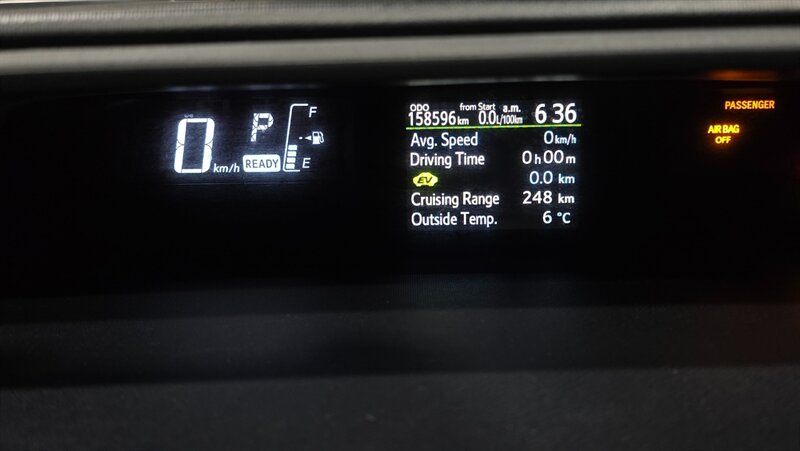 0 km/h
P
READY
F
E
ODO from Start a.m. 6 36
158596 km 0.0 L/100km
Avg. Speed 0 km/h
Driving Time 0 h 00 m
EV 0.0 km
Cruising Range 248 km
Outside Temp. 6 °C
PASSENGER
AIR BAG
OFF